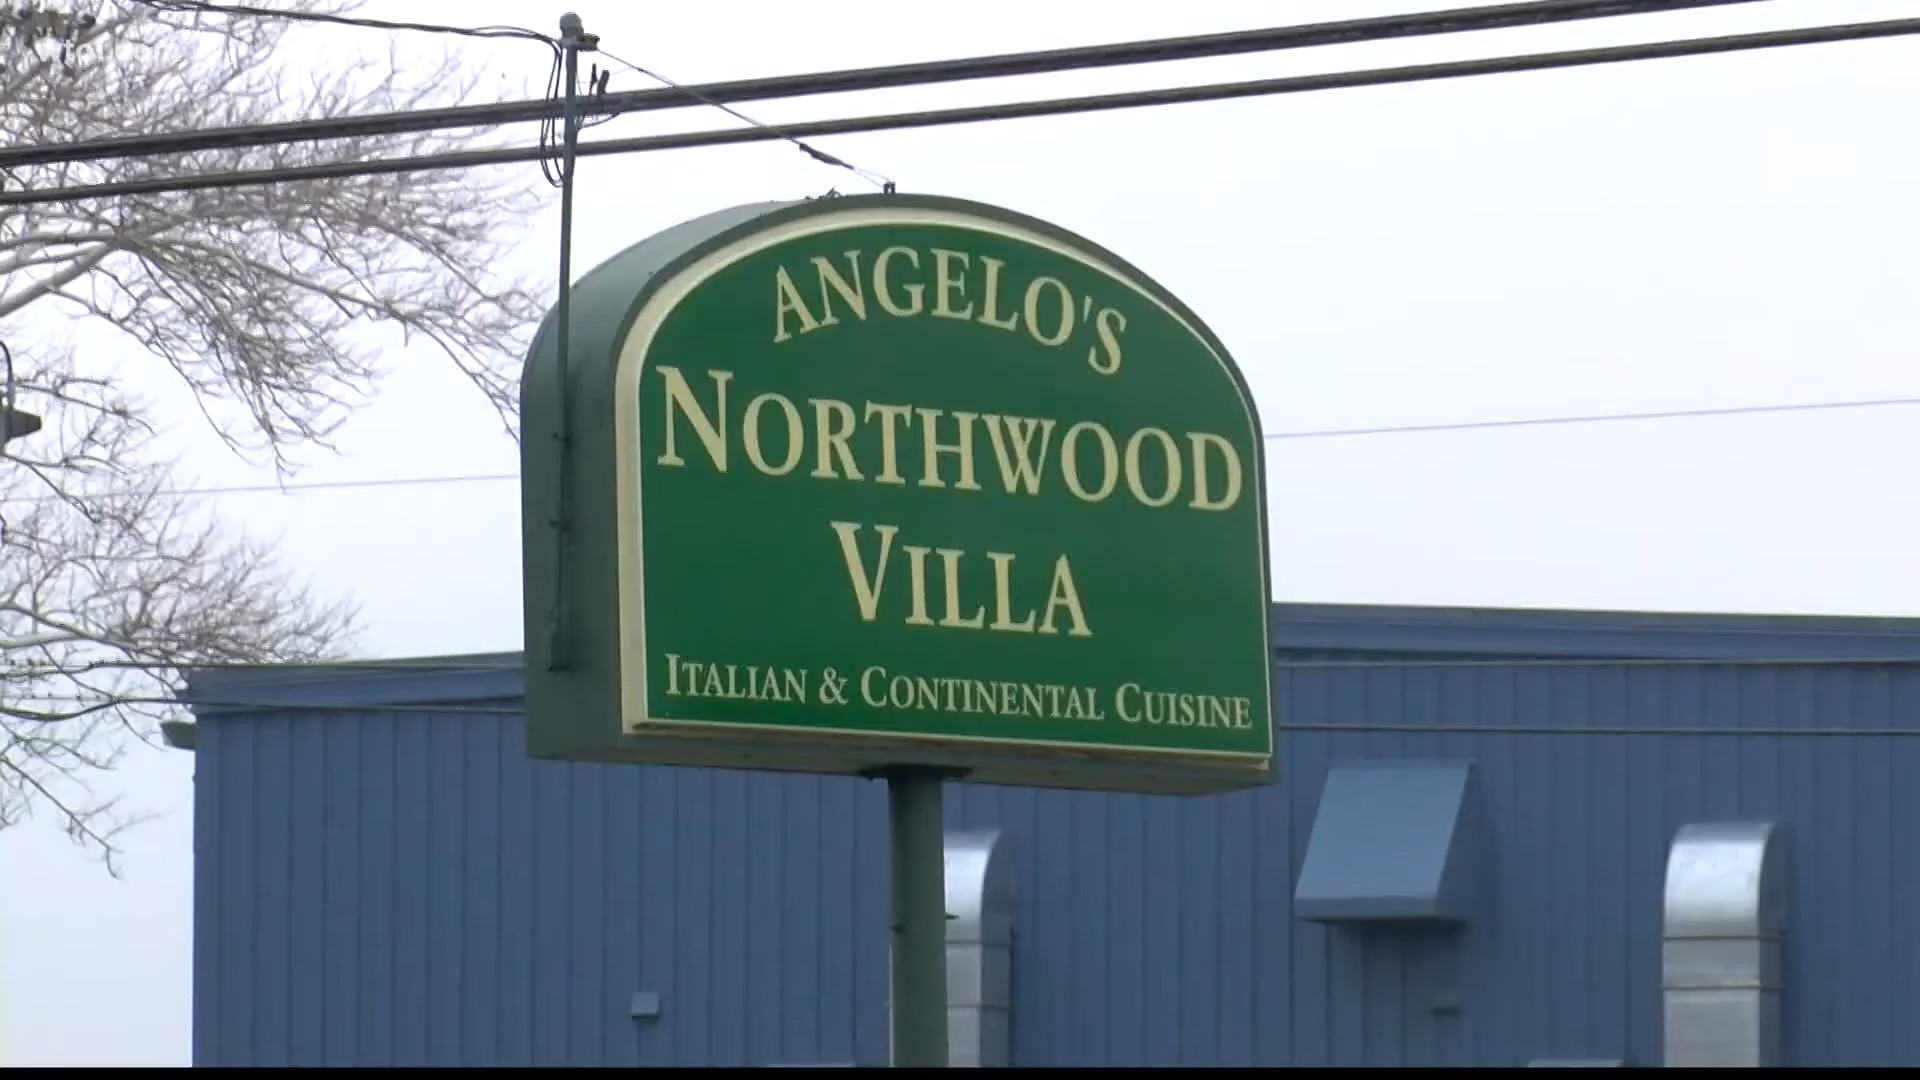 ANGELO'S
NORTHWOOD
VILLA
ITALIAN & CONTINENTAL CUISINE